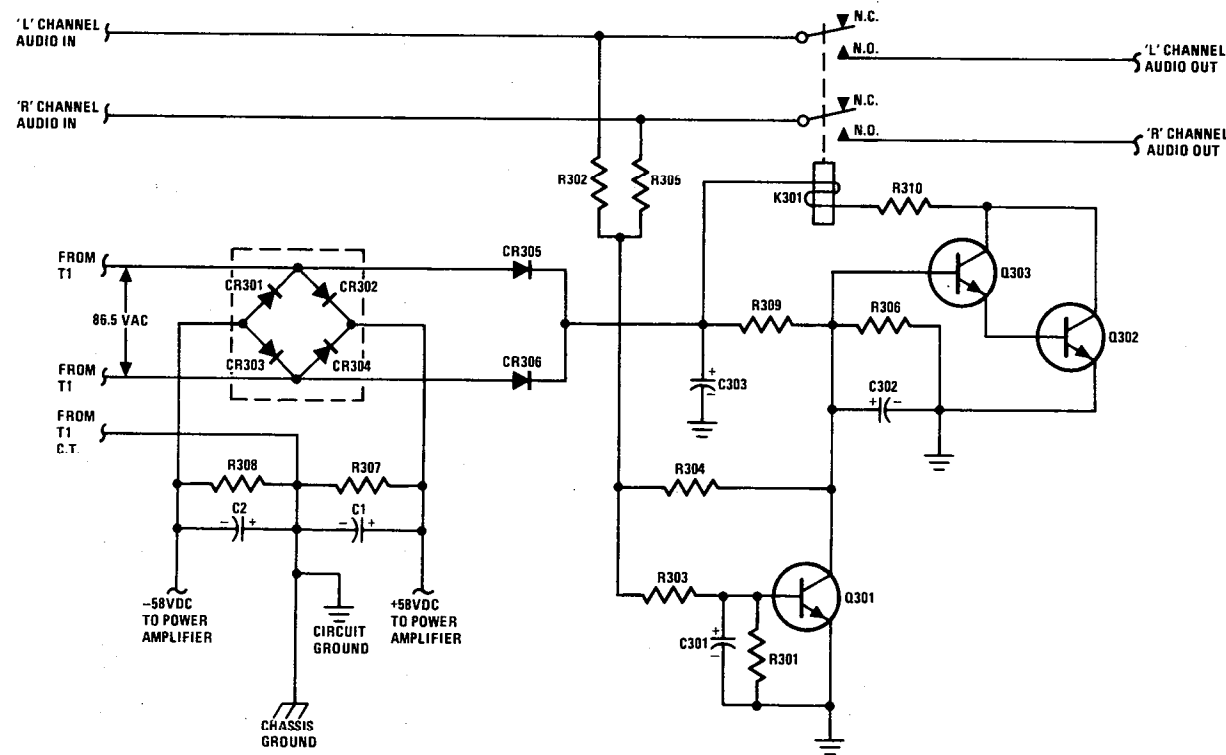 'L' CHANNEL
AUDIO IN
N.C.
N.O.
'L' CHANNEL
AUDIO OUT
'R' CHANNEL
AUDIO IN
N.C.
N.O.
'R' CHANNEL
AUDIO OUT
R302
R305
K301
R310
FROM
T1
CR301
CR302
CR305
Q303
86.5 VAC
R309
R306
Q302
CR303
CR304
FROM
T1
CR306
+
-
C303
C302
+
-
FROM
T1
C.T.
R308
R307
R304
C2
- +
C1
- +
R303
Q301
-58VDC
TO POWER
AMPLIFIER
CIRCUIT
GROUND
+58VDC
TO POWER
AMPLIFIER
+
C301
-
R301
CHASSIS
GROUND